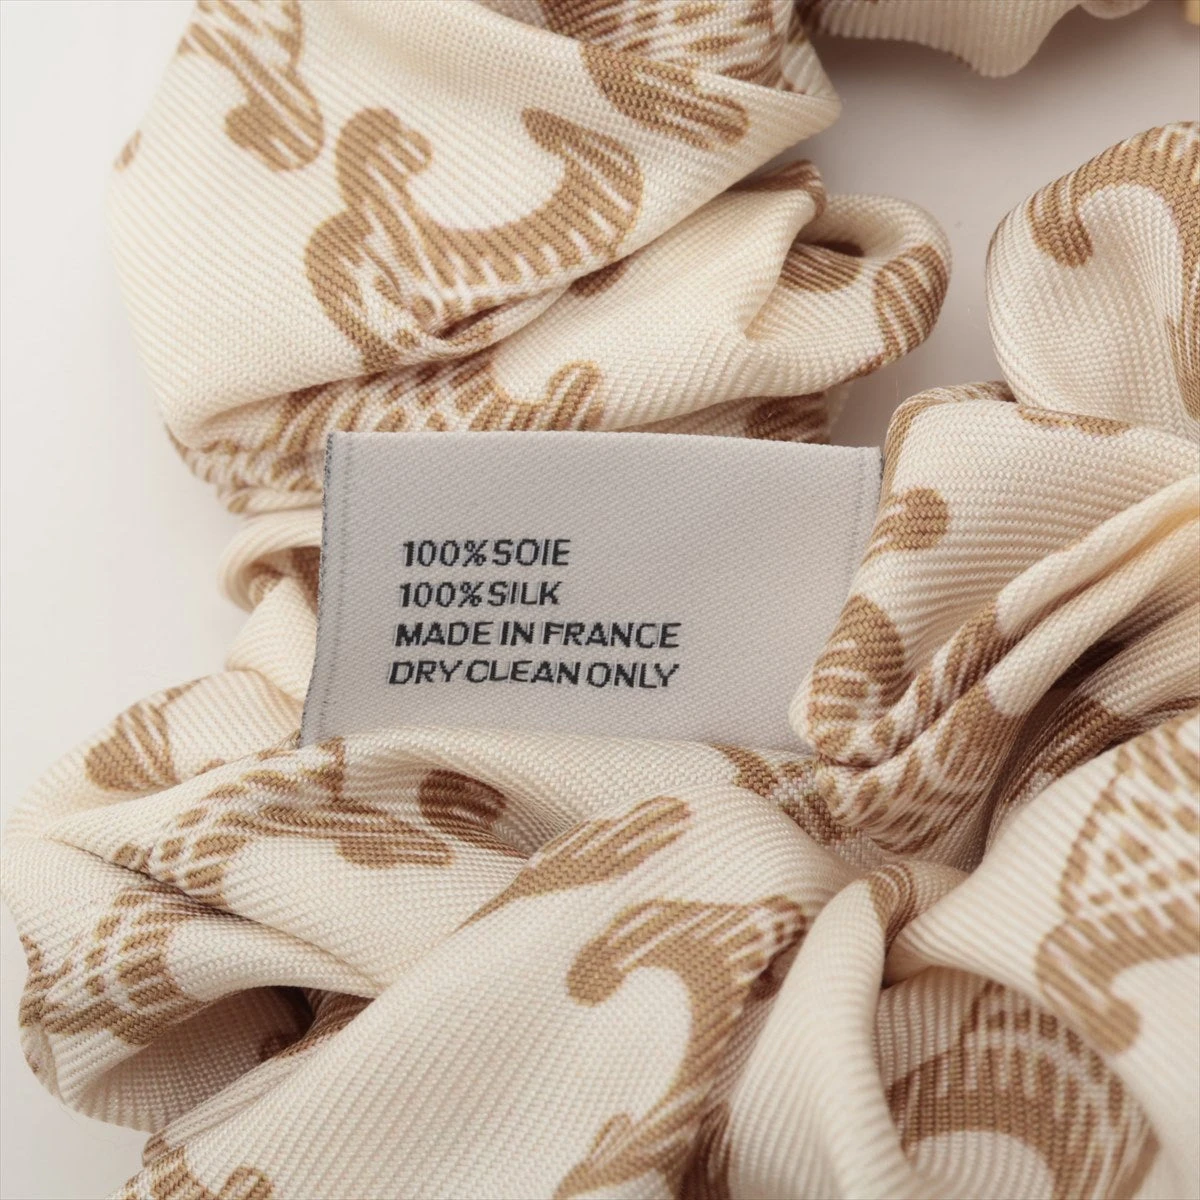 100% SOIE
100% SILK
MADE IN FRANCE
DRY CLEAN ONLY